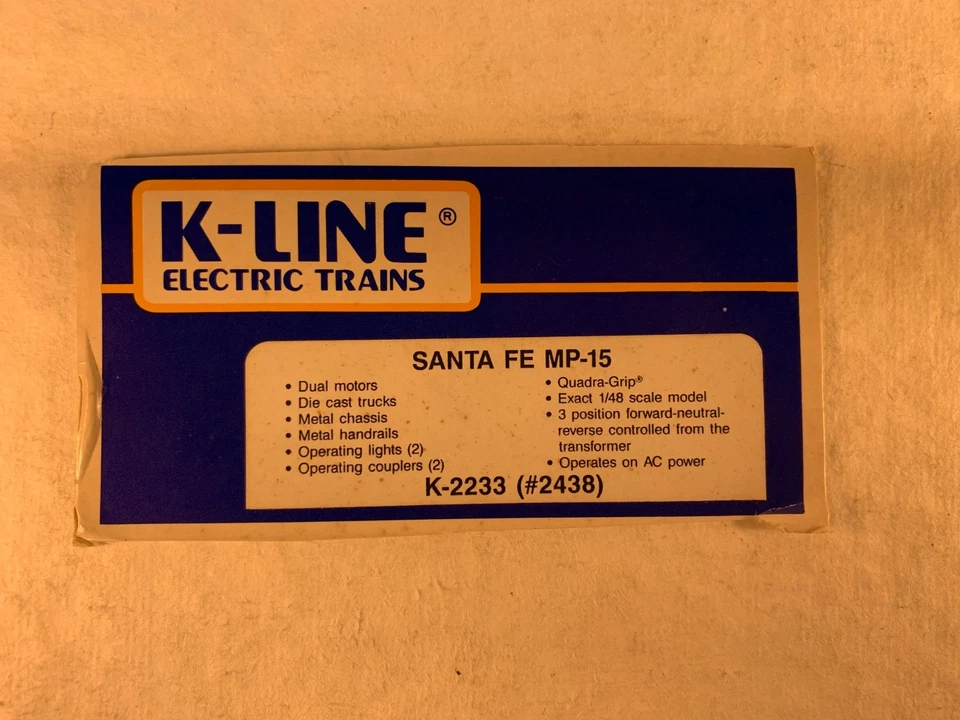 K-LINE®
ELECTRIC TRAINS
SANTA FE MP-15
• Dual motors
• Die cast trucks
• Metal chassis
• Metal handrails
• Operating lights (2)
• Operating couplers (2)
• Quadra-Grip®
• Exact 1/48 scale model
• 3 position forward-neutral-
reverse controlled from the
transformer
• Operates on AC power
K-2233 (#2438)